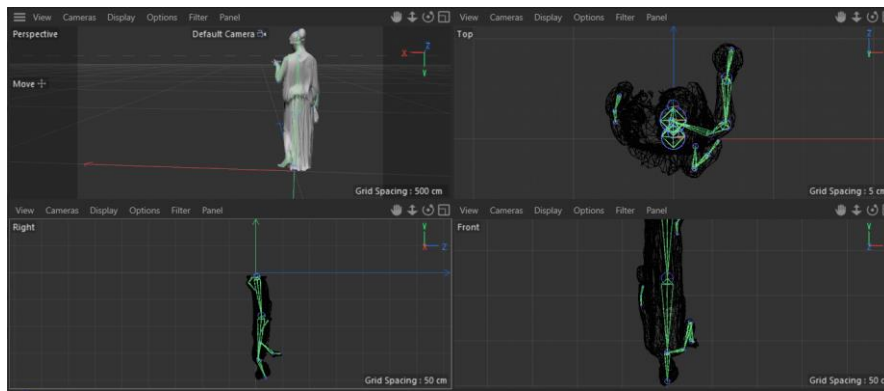 View Cameras Display Options Filter Panel
Perspective
Default Camera
X Z
Y
Move
Grid Spacing : 500 cm
View Cameras Display Options Filter Panel
Top
Z
X
Grid Spacing : 5 cm
View Cameras Display Options Filter Panel
Right
Y
X Z
Grid Spacing : 50 cm
View Cameras Display Options Filter Panel
Front
Y
Z X
Grid Spacing : 50 c